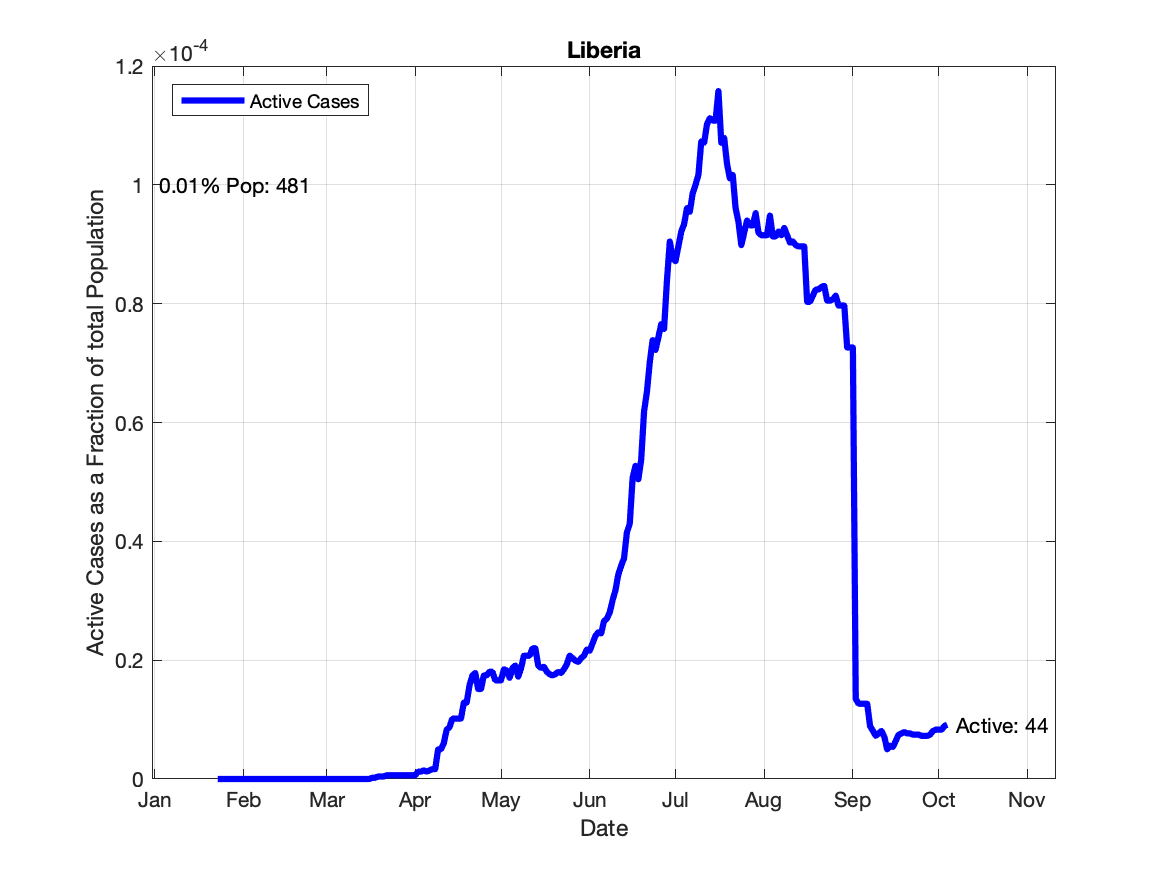 Liberia
×10⁻⁴
Active Cases
1.2
1
0.8
0.6
0.4
0.2
0
0.01% Pop: 481
Active: 44
Active Cases as a Fraction of total Population
Jan Feb Mar Apr May Jun Jul Aug Sep Oct Nov
Date